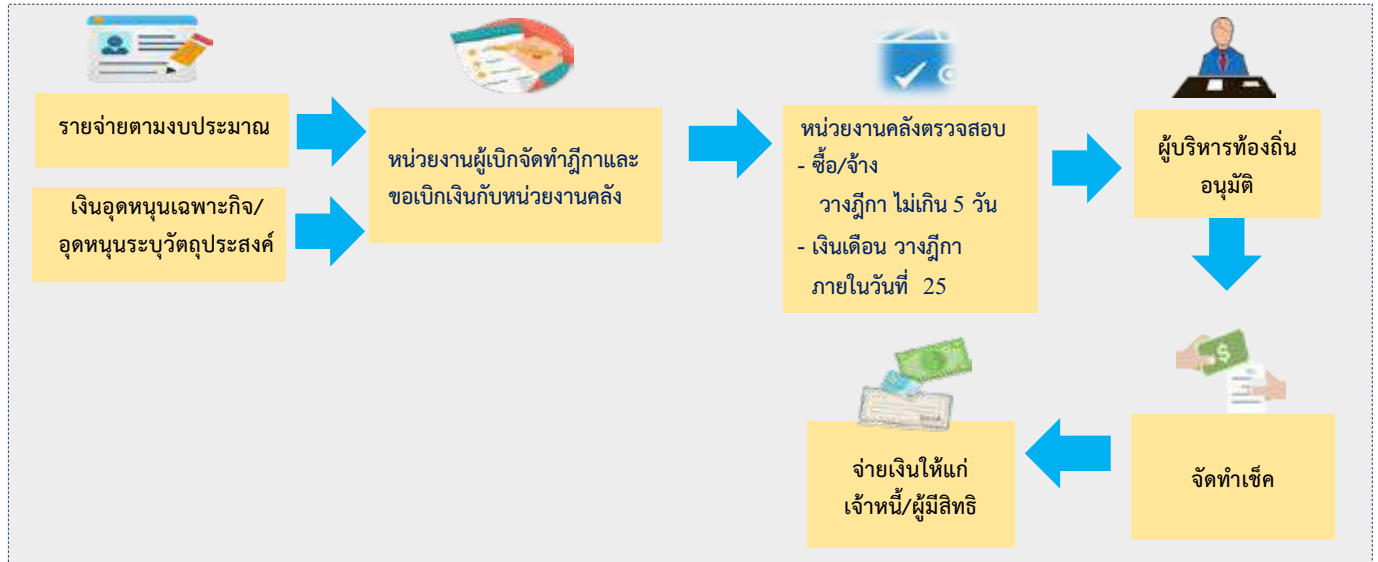 รายจ่ายตามงบประมาณ
เงินอุดหนุนเฉพาะกิจ/
อุดหนุนระบุวัตถุประสงค์
หน่วยงานผู้เบิกจัดทำฎีกาและ
ขอเบิกเงินกับหน่วยงานคลัง
หน่วยงานคลังตรวจสอบ
- ซื้อ/จ้าง
วางฎีกา ไม่เกิน 5 วัน
- เงินเดือน วางฎีกา
ภายในวันที่ 25
ผู้บริหารท้องถิ่น
อนุมัติ
จัดทำเช็ค
จ่ายเงินให้แก่
เจ้าหนี้/ผู้มีสิทธิ